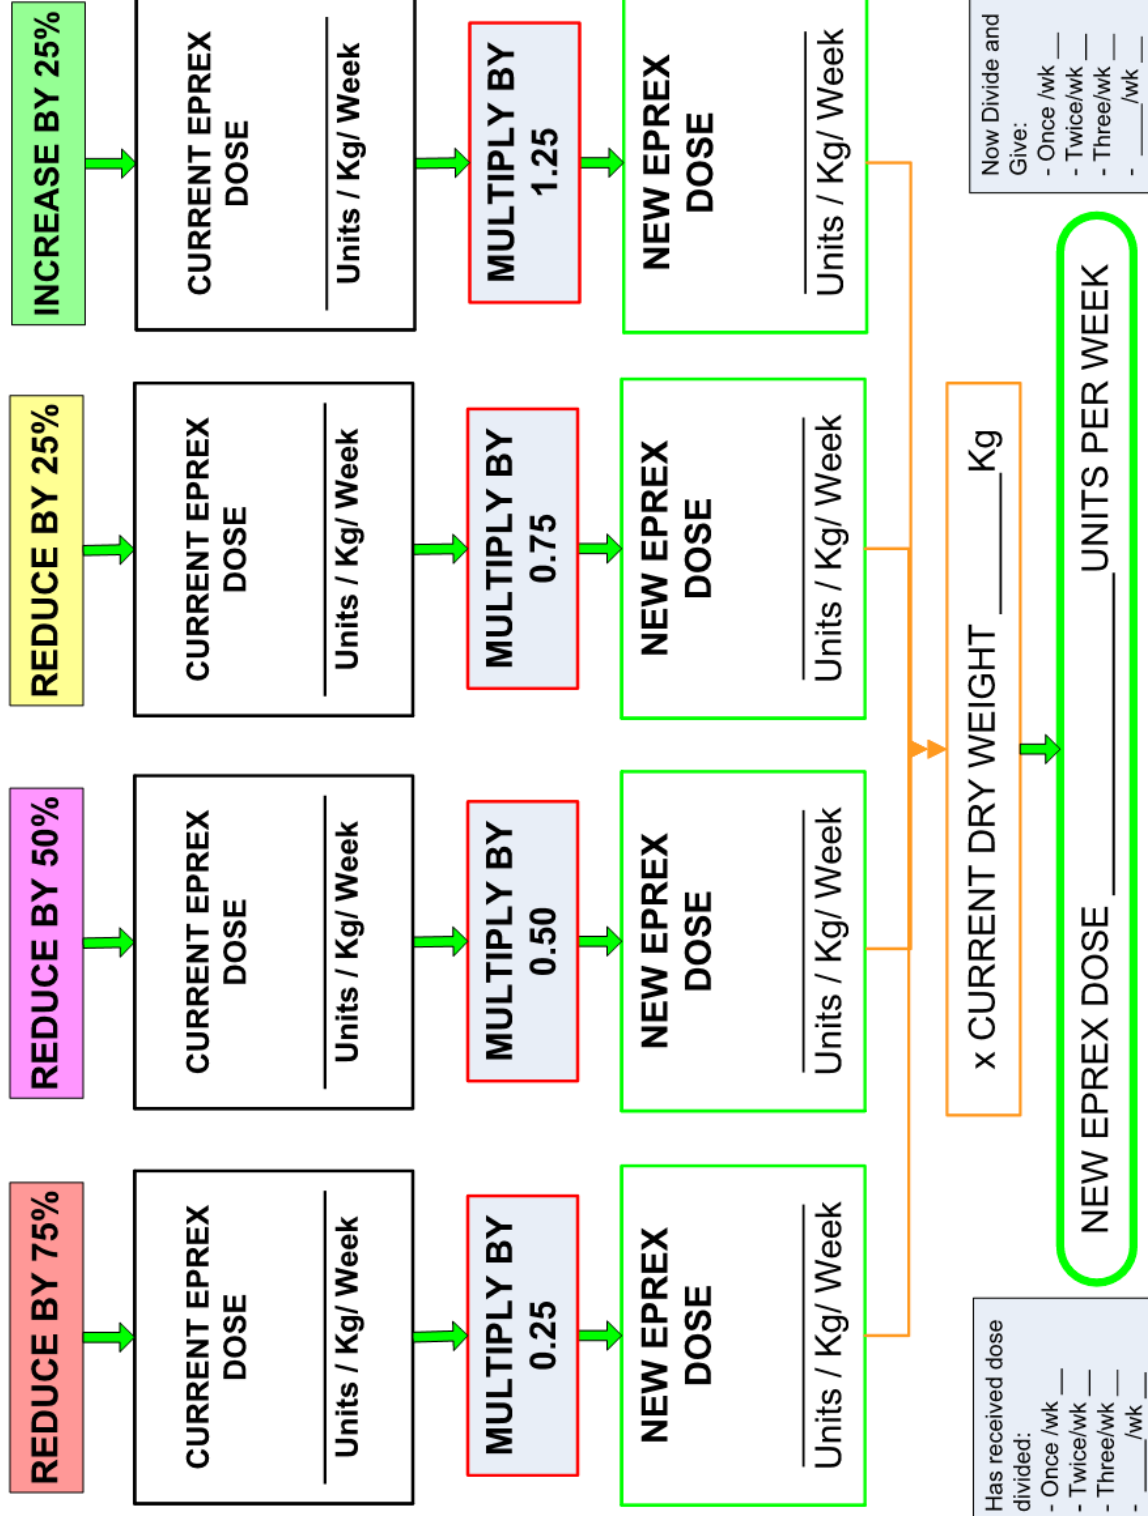 REDUCE BY 75%
CURRENT EPREX
DOSE
Units / Kg/ Week
MULTIPLY BY
0.25
NEW EPREX
DOSE
Units / Kg/ Week
REDUCE BY 50%
CURRENT EPREX
DOSE
Units / Kg/ Week
MULTIPLY BY
0.50
NEW EPREX
DOSE
Units / Kg/ Week
REDUCE BY 25%
CURRENT EPREX
DOSE
Units / Kg/ Week
MULTIPLY BY
0.75
NEW EPREX
DOSE
Units / Kg/ Week
INCREASE BY 25%
CURRENT EPREX
DOSE
Units / Kg/ Week
MULTIPLY BY
1.25
NEW EPREX
DOSE
Units / Kg/ Week
x CURRENT DRY WEIGHT ______Kg
Has received dose
divided:
- Once /wk __
- Twice/wk __
- Three/wk __
- ____/wk __
NEW EPREX DOSE ______________UNITS PER WEEK
Now Divide and
Give:
- Once /wk __
- Twice/wk __
- Three/wk __
- ____/wk __